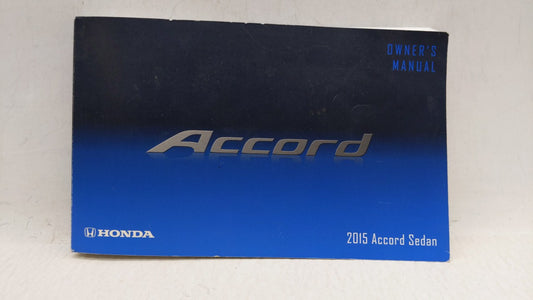 OWNER'S
MANUAL
Accord
HONDA
2015 Accord Sedan